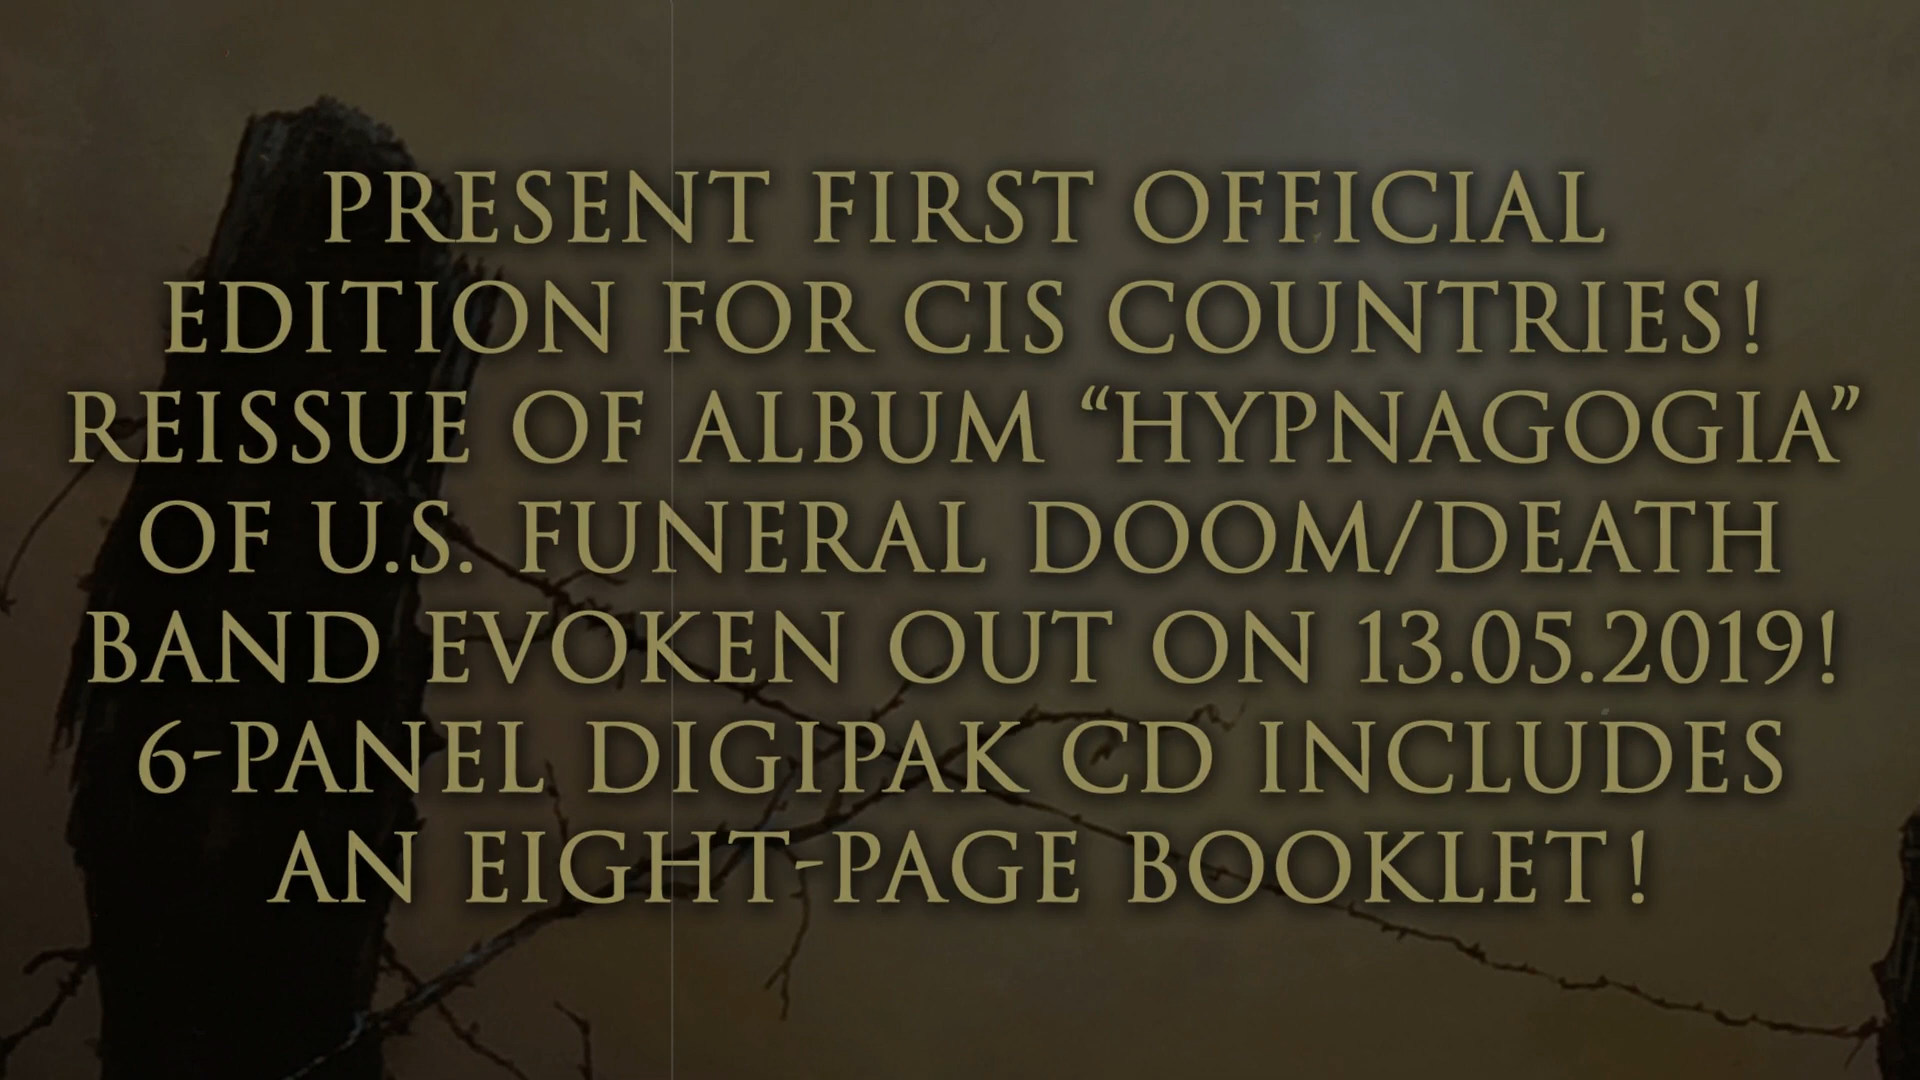 PRESENT FIRST OFFICIAL
EDITION FOR CIS COUNTRIES!
REISSUE OF ALBUM “HYPNAGOGIA”
OF U.S. FUNERAL DOOM/DEATH
BAND EVOKEN OUT ON 13.05.2019!
6-PANEL DIGIPAK CD INCLUDES
AN EIGHT-PAGE BOOKLET!